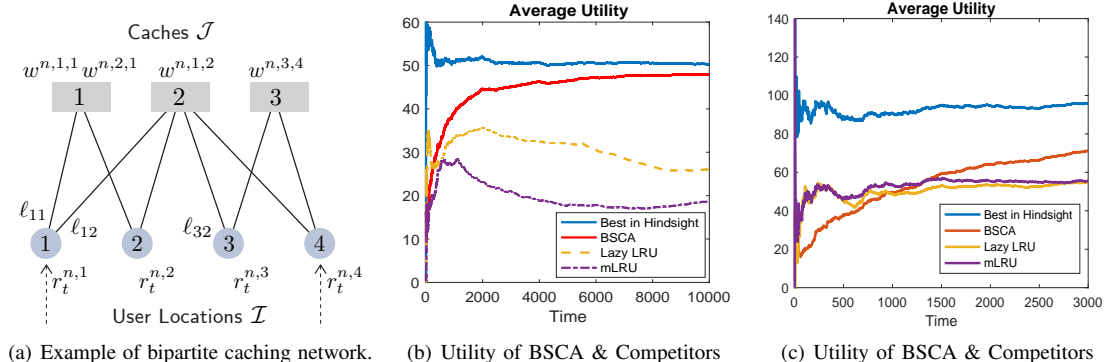 Caches 𝒥
w^{n,1,1} w^{n,2,1} w^{n,1,2} w^{n,3,4}
1 2 3
ℓ_{11} ℓ_{12} ℓ_{32}
1 2 3 4
r_t^{n,1} r_t^{n,2} r_t^{n,3} r_t^{n,4}
User Locations ℐ
(a) Example of bipartite caching network.
Average Utility
60
50
40
30
20
10
0
0 2000 4000 6000 8000 10000
Time
Best in Hindsight
BSCA
Lazy LRU
mLRU
(b) Utility of BSCA & Competitors
Average Utility
140
120
100
80
60
40
20
0
0 500 1000 1500 2000 2500 3000
Time
Best in Hindsight
BSCA
Lazy LRU
mLRU
(c) Utility of BSCA & Competitors